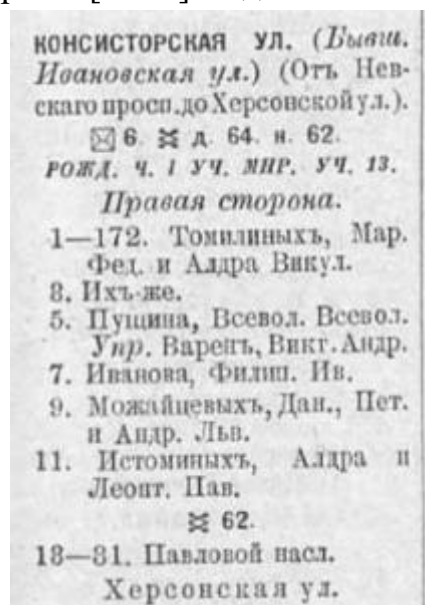 КОНСИСТОРСКАЯ УЛ. (Бывш.
Ивановская ул.) (Отъ Нев-
скаго просп. до Херсонской ул.).
6. д. 64. н. 62.
РОЖД. Ч. I УЧ. МИР. УЧ. 13.
Правая сторона.
1—172. Томилиныхъ, Мар.
Фед. и Алдра Викул.
3. Ихъ-же.
5. Пущина, Всевол. Всевол.
Упр. Варенъ, Викт. Андр.
7. Иванова, Филип. Ив.
9. Можайцевыхъ, Дан., Пет.
и Андр. Льв.
11. Истоминыхъ, Алдра и
Леонт. Пав.
62.
13—31. Павловой насл.
Херсонская ул.